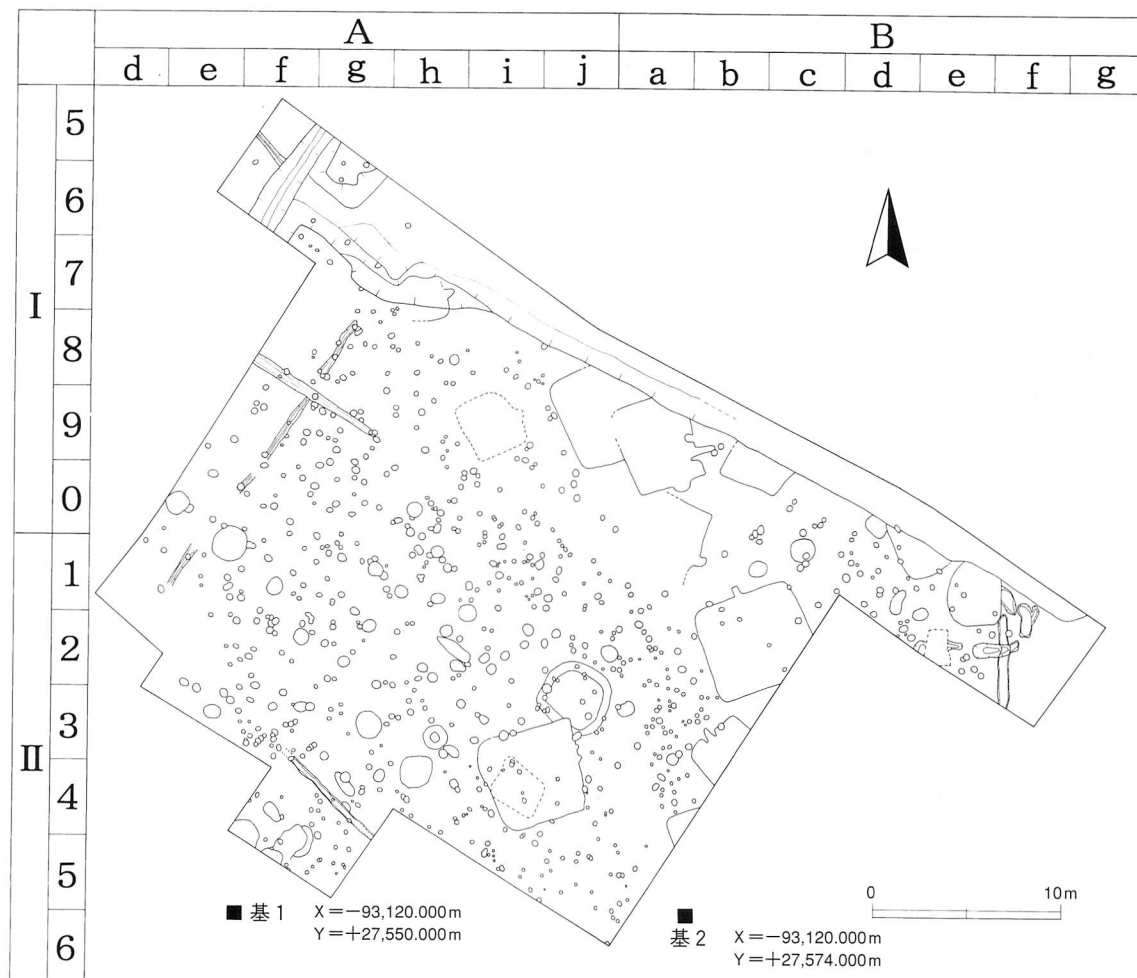 A B
d e f g h i j a b c d e f g
I
5
6
7
8
9
0
II
1
2
3
4
5
6
0 10m
■ 基1 X=−93,120.000m
Y=+27,550.000m
■
基2 X=−93,120.000m
Y=+27,574.000m